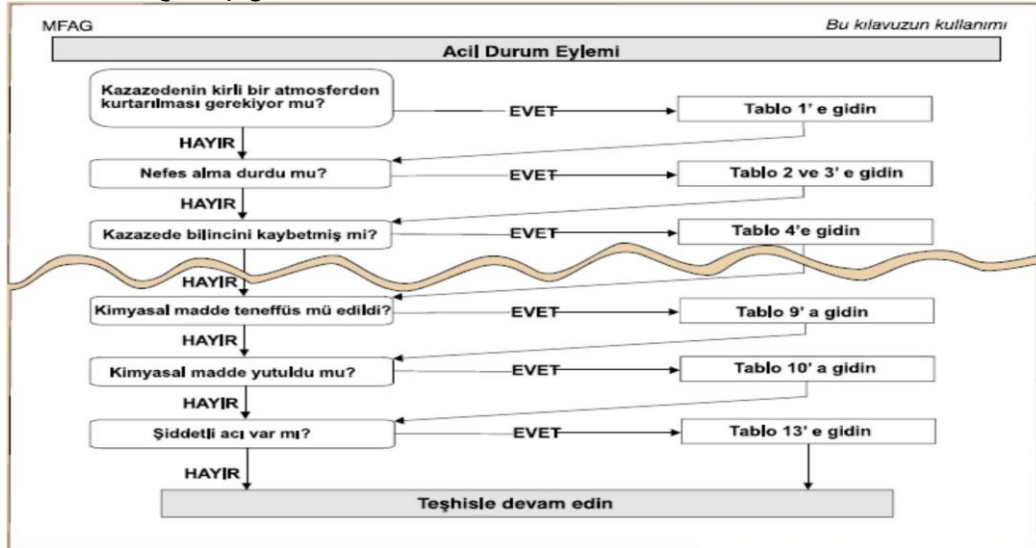 MFAG
Bu kılavuzun kullanımı
Acil Durum Eylemi
Kazazedenin kirli bir atmosferden
kurtarılması gerekiyor mu?
EVET
Tablo 1' e gidin
HAYIR
Nefes alma durdu mu?
EVET
Tablo 2 ve 3' e gidin
HAYIR
Kazazede bilincini kaybetmiş mi?
EVET
Tablo 4'e gidin
HAYIR
Kimyasal madde teneffüs mü edildi?
EVET
Tablo 9' a gidin
HAYIR
Kimyasal madde yutuldu mu?
EVET
Tablo 10' a gidin
HAYIR
Şiddetli acı var mı?
EVET
Tablo 13' e gidin
HAYIR
Teşhisle devam edin